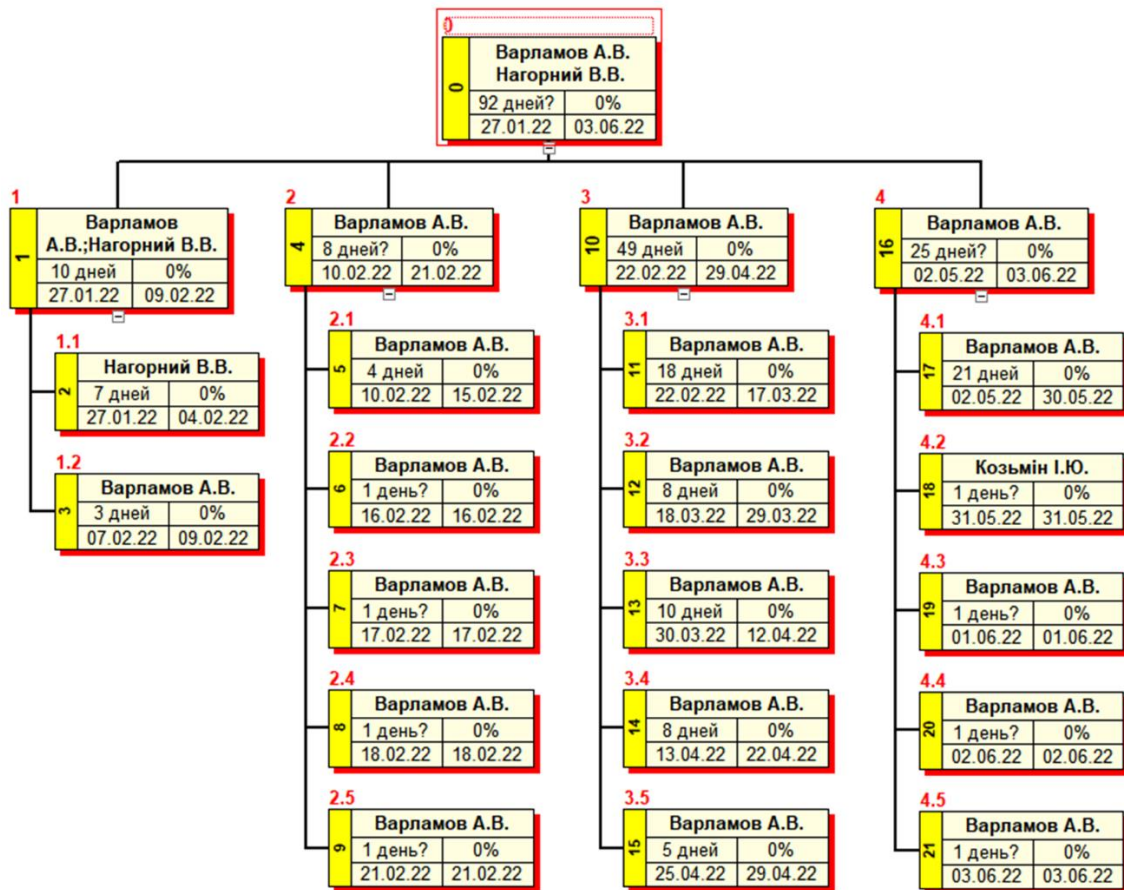 0
0
Варламов А.В.
Нагорний В.В.
92 дней? 0%
27.01.22 03.06.22
1
1
Варламов
А.В.;Нагорний В.В.
10 дней 0%
27.01.22 09.02.22
1.1
2
Нагорний В.В.
7 дней 0%
27.01.22 04.02.22
1.2
3
Варламов А.В.
3 дней 0%
07.02.22 09.02.22
2
4
Варламов А.В.
8 дней? 0%
10.02.22 21.02.22
2.1
5
Варламов А.В.
4 дней 0%
10.02.22 15.02.22
2.2
6
Варламов А.В.
1 день? 0%
16.02.22 16.02.22
2.3
7
Варламов А.В.
1 день? 0%
17.02.22 17.02.22
2.4
8
Варламов А.В.
1 день? 0%
18.02.22 18.02.22
2.5
9
Варламов А.В.
1 день? 0%
21.02.22 21.02.22
3
10
Варламов А.В.
49 дней 0%
22.02.22 29.04.22
3.1
11
Варламов А.В.
18 дней 0%
22.02.22 17.03.22
3.2
12
Варламов А.В.
8 дней 0%
18.03.22 29.03.22
3.3
13
Варламов А.В.
10 дней 0%
30.03.22 12.04.22
3.4
14
Варламов А.В.
8 дней 0%
13.04.22 22.04.22
3.5
15
Варламов А.В.
5 дней 0%
25.04.22 29.04.22
4
16
Варламов А.В.
25 дней? 0%
02.05.22 03.06.22
4.1
17
Варламов А.В.
21 дней 0%
02.05.22 30.05.22
4.2
18
Козьмін І.Ю.
1 день? 0%
31.05.22 31.05.22
4.3
19
Варламов А.В.
1 день? 0%
01.06.22 01.06.22
4.4
20
Варламов А.В.
1 день? 0%
02.06.22 02.06.22
4.5
21
Варламов А.В.
1 день? 0%
03.06.22 03.06.22